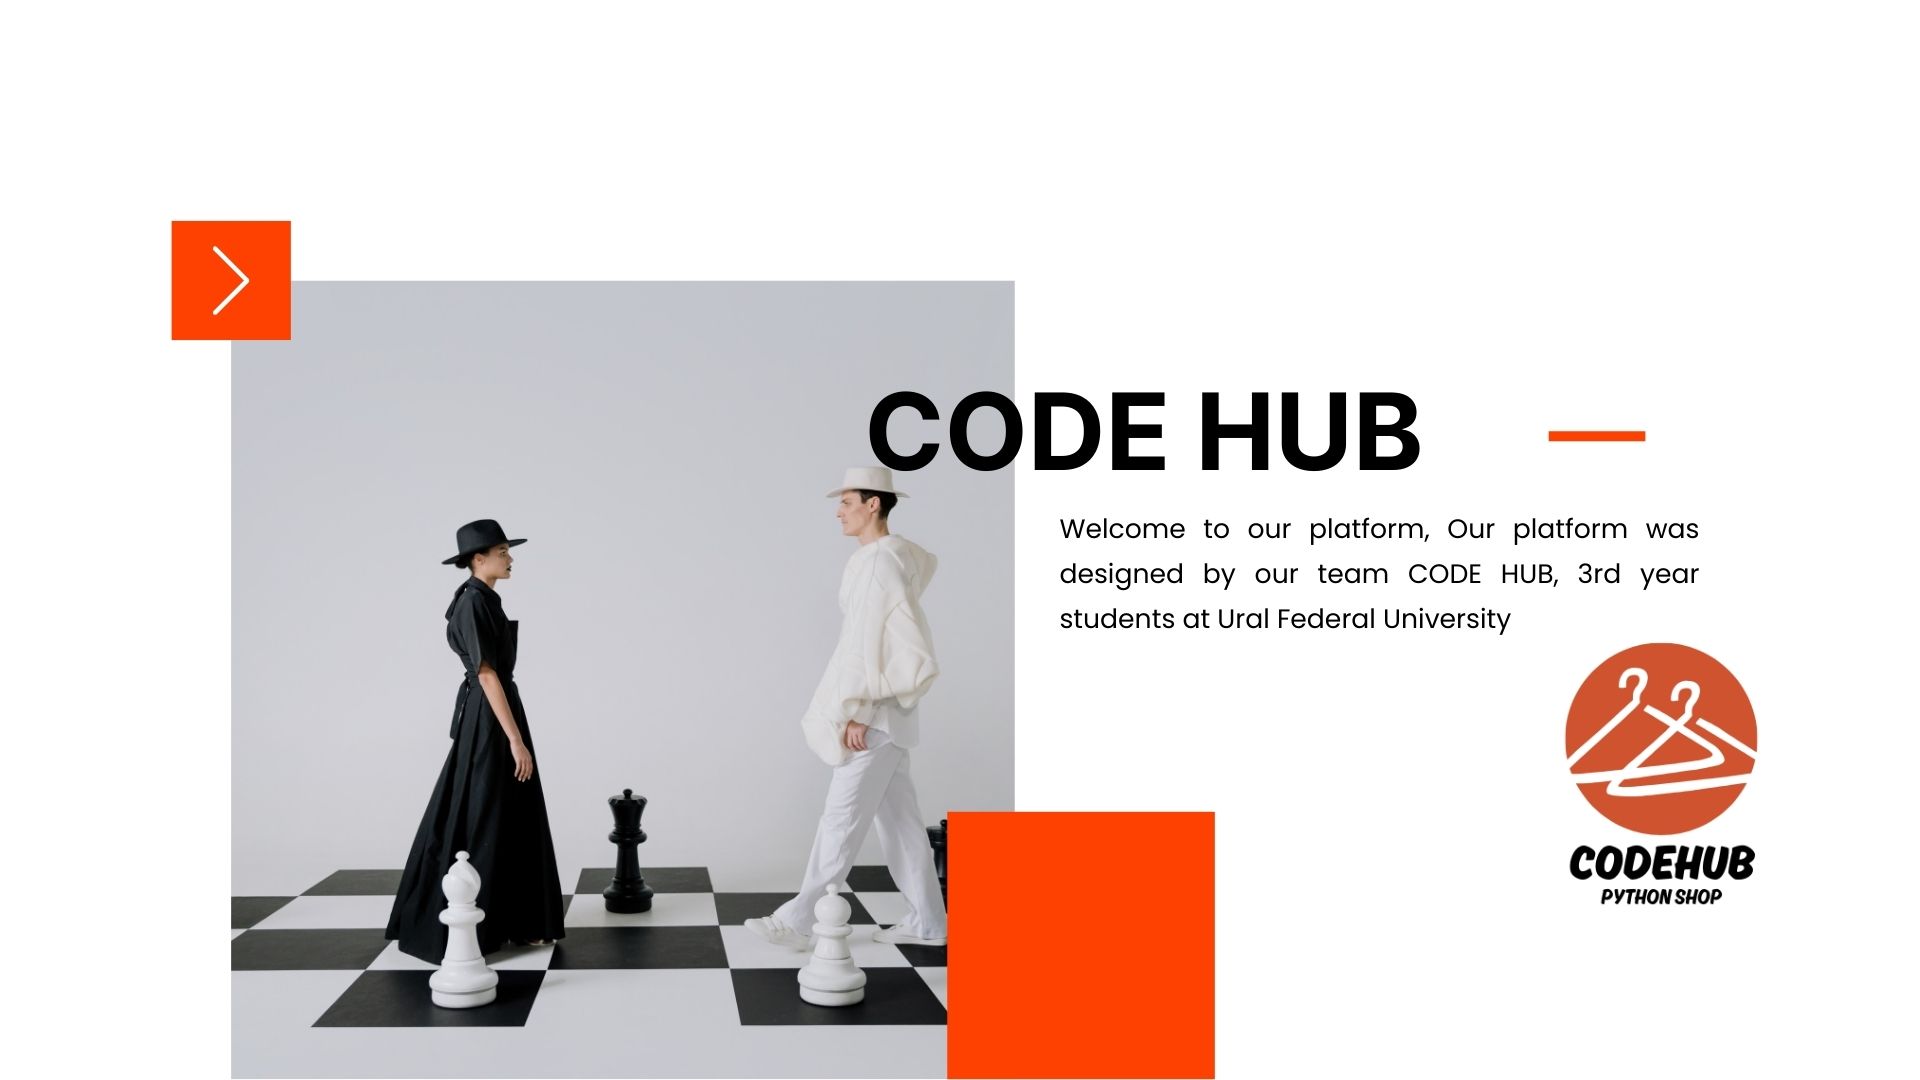 CODE HUB
Welcome to our platform, Our platform was
designed by our team CODE HUB, 3rd year
students at Ural Federal University
CODEHUB
PYTHON SHOP